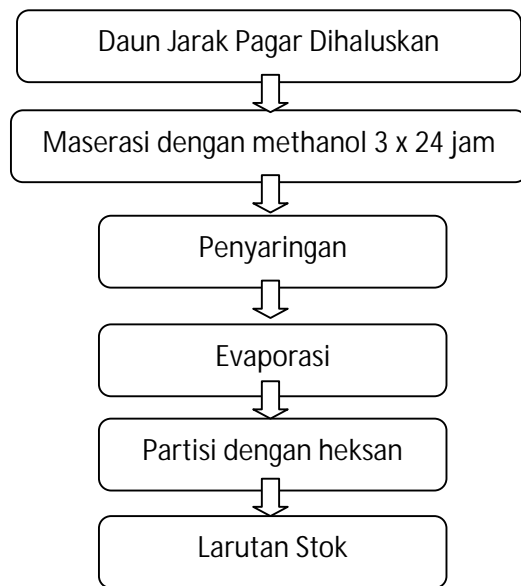 Daun Jarak Pagar Dihaluskan
Maserasi dengan methanol 3 x 24 jam
Penyaringan
Evaporasi
Partisi dengan heksan
Larutan Stok